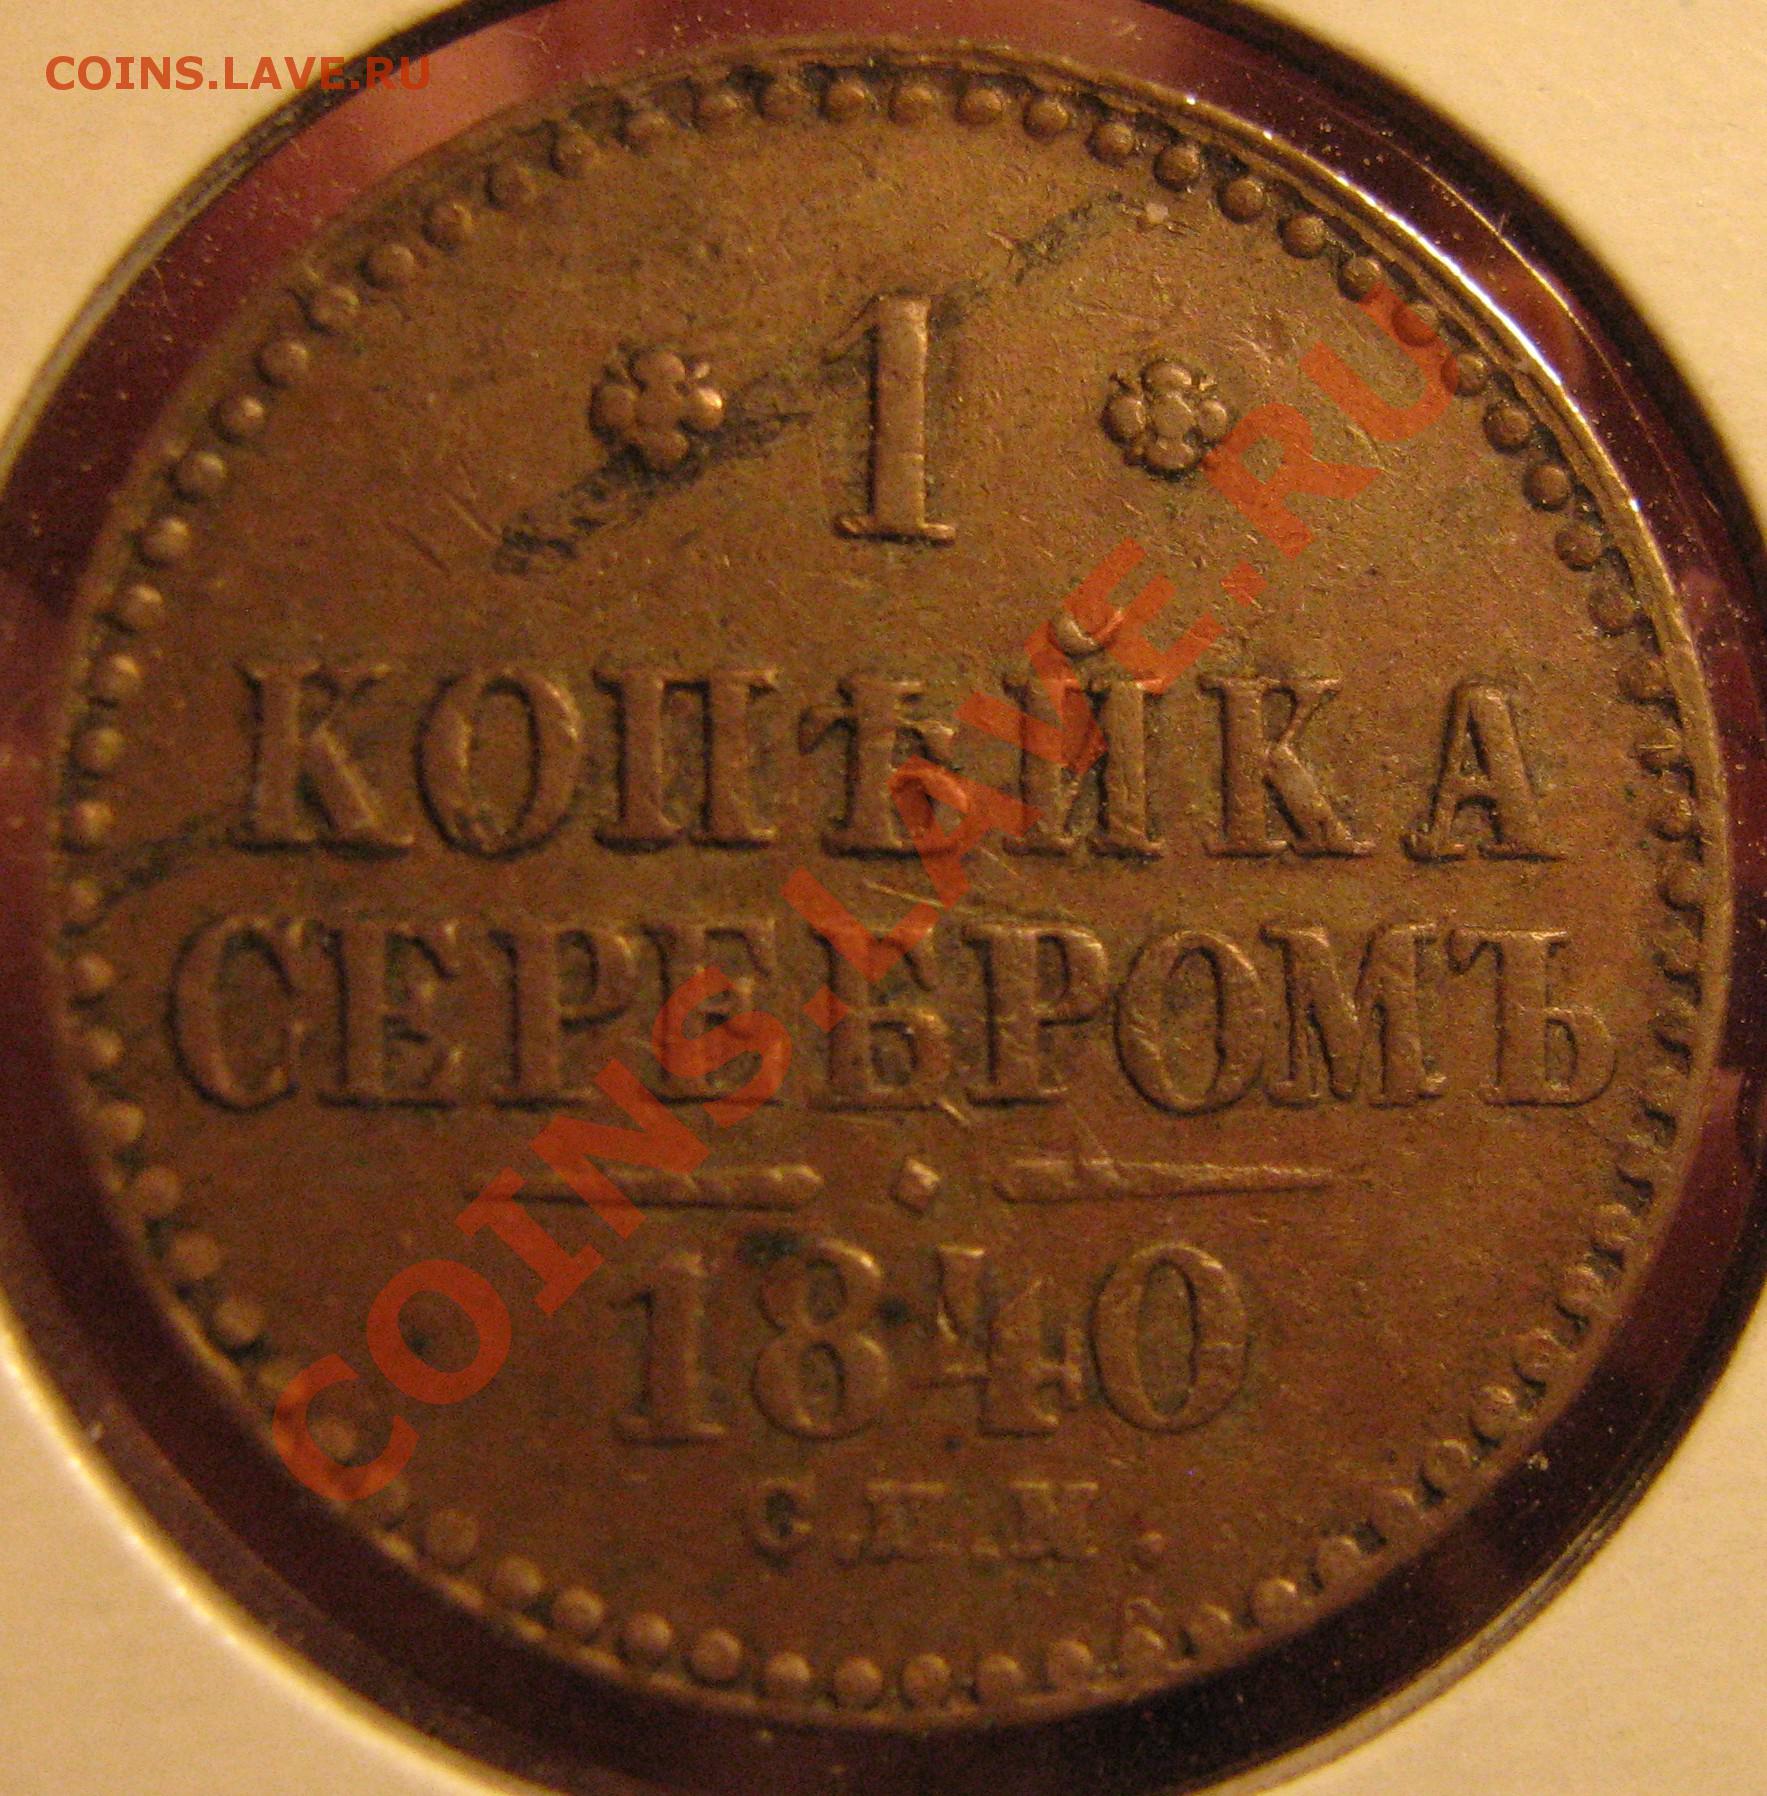 COINS.LAVE.RU
1
КОПѢЙКА
СЕРЕБРОМЪ
1840
С.П.М.
COINS.LAVE.RU